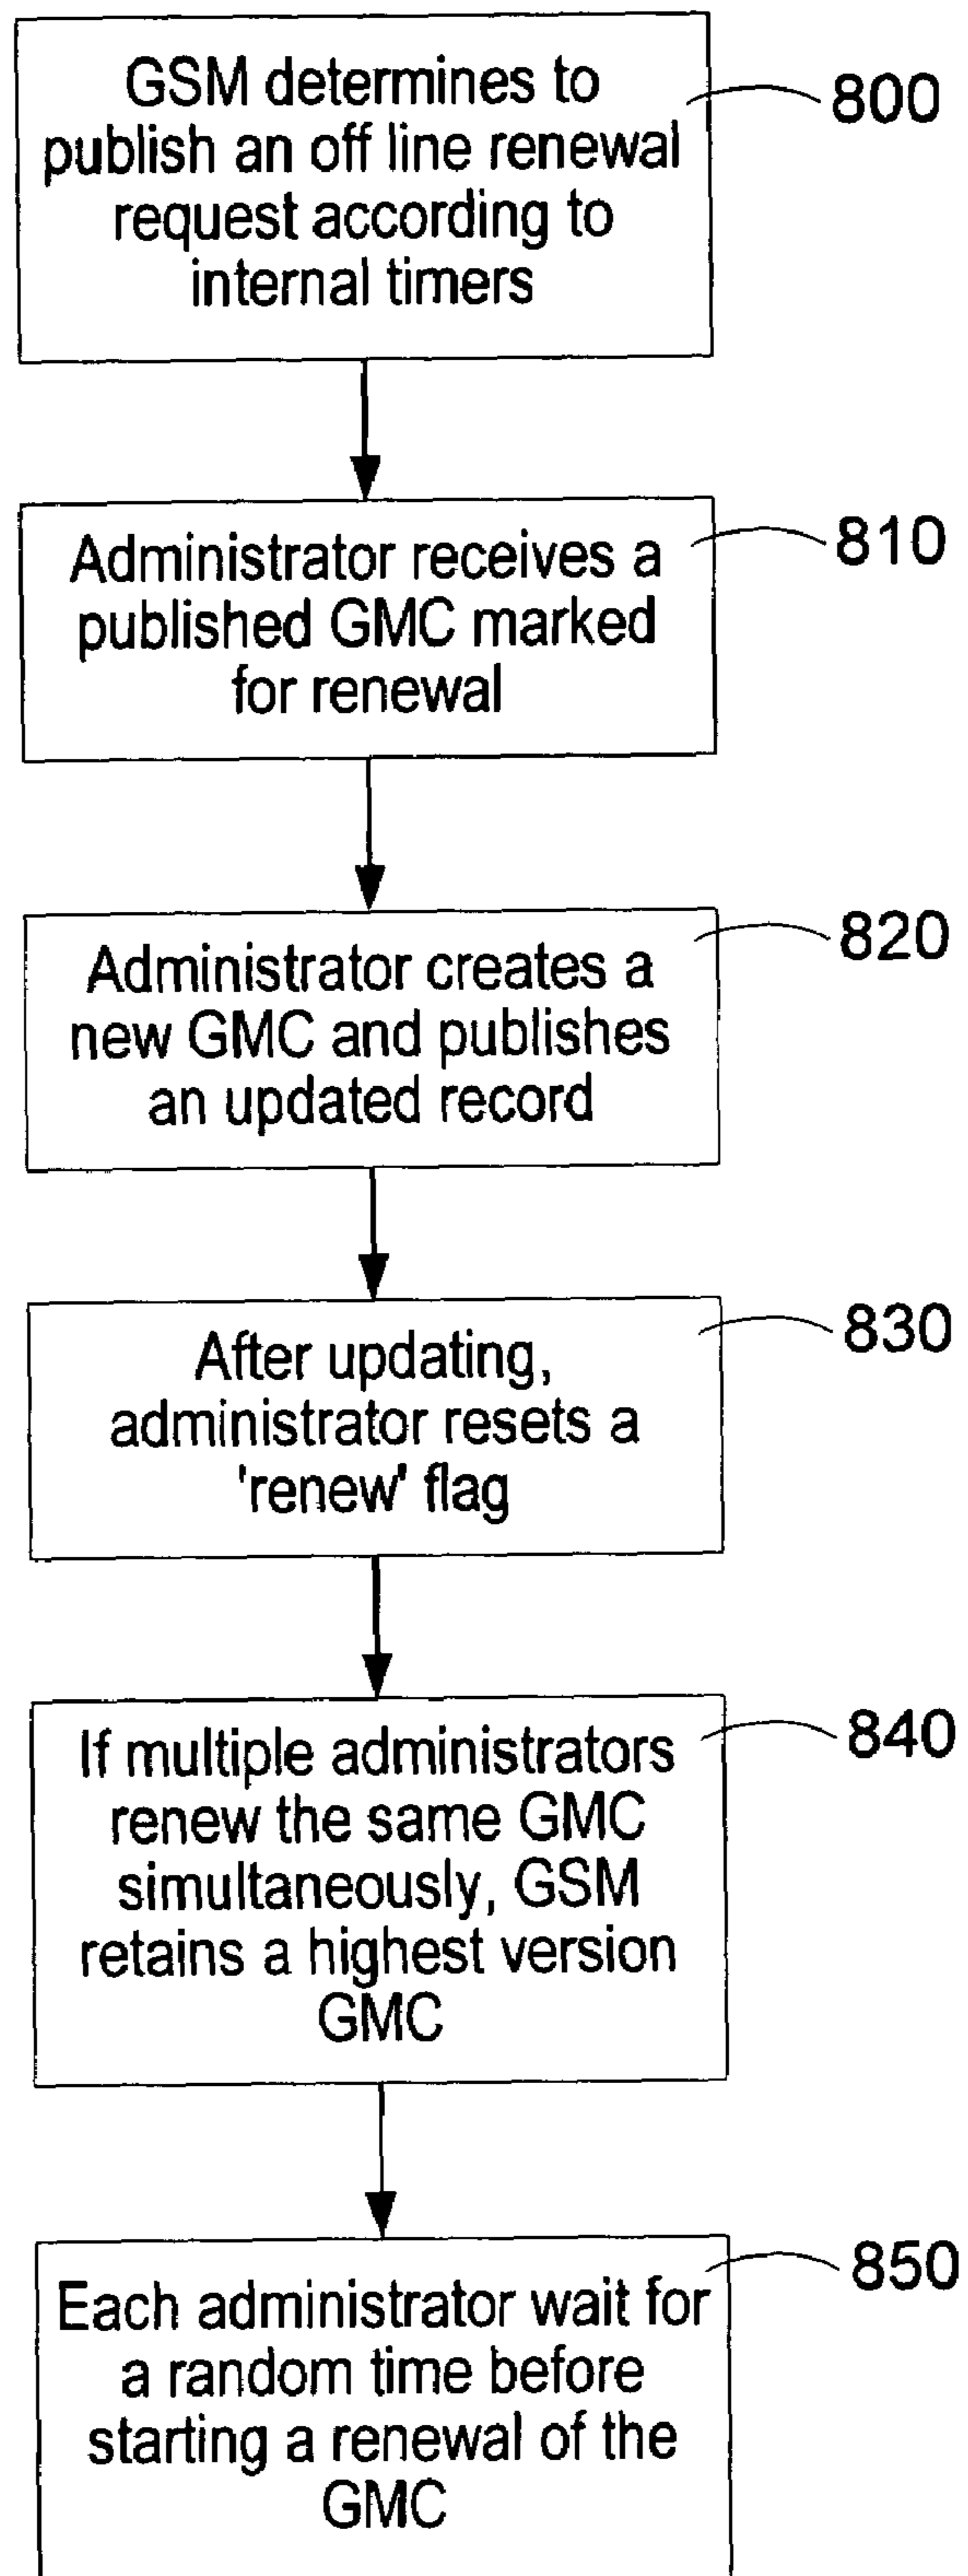 GSM determines to
publish an off line renewal
request according to
internal timers
800
Administrator receives a
published GMC marked
for renewal
810
Administrator creates a
new GMC and publishes
an updated record
820
After updating,
administrator resets a
'renew' flag
830
If multiple administrators
renew the same GMC
simultaneously, GSM
retains a highest version
GMC
840
Each administrator wait for
a random time before
starting a renewal of the
GMC
850